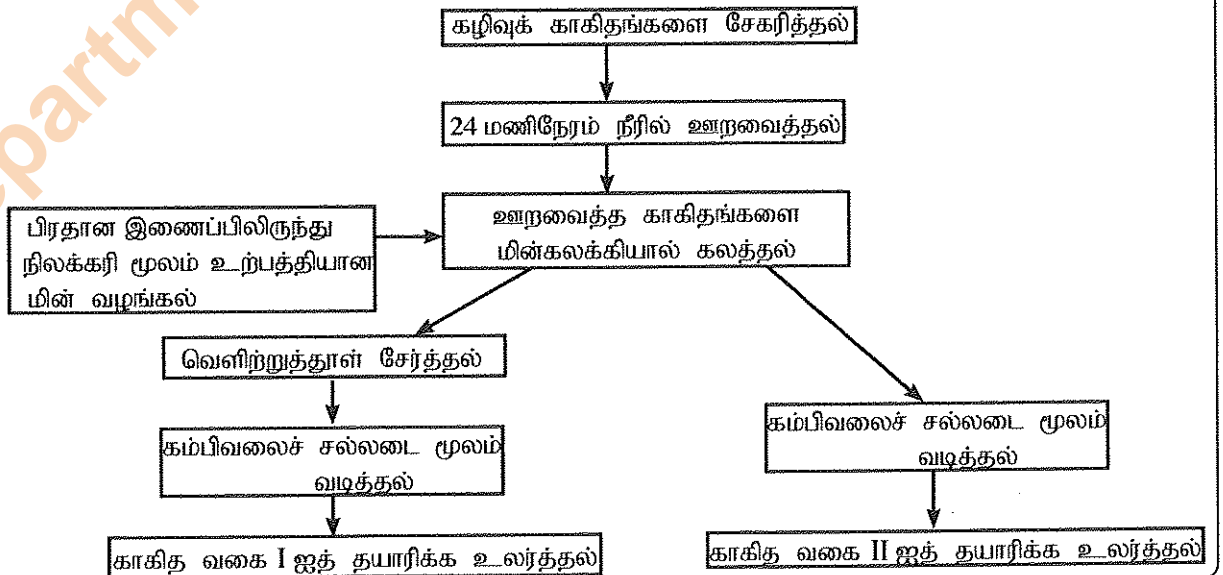 கழிவுக் காகிதங்களை சேகரித்தல்
24 மணிநேரம் நீரில் ஊறவைத்தல்
பிரதான இணைப்பிலிருந்து
நிலக்கரி மூலம் உற்பத்தியான
மின் வழங்கல்
ஊறவைத்த காகிதங்களை
மின்கலக்கியால் கலத்தல்
வெளிற்றுத்தூள் சேர்த்தல்
கம்பிவலைச் சல்லடை மூலம்
வடித்தல்
காகித வகை I ஐத் தயாரிக்க உலர்த்தல்
கம்பிவலைச் சல்லடை மூலம்
வடித்தல்
காகித வகை II ஐத் தயாரிக்க உலர்த்தல்